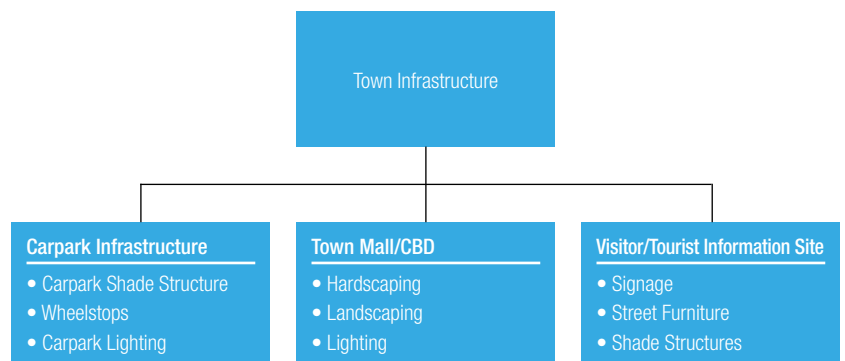 Town Infrastructure
Carpark Infrastructure
• Carpark Shade Structure
• Wheelstops
• Carpark Lighting
Town Mall/CBD
• Hardscaping
• Landscaping
• Lighting
Visitor/Tourist Information Site
• Signage
• Street Furniture
• Shade Structures